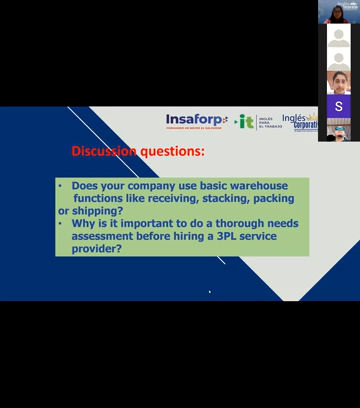 Insaforp
it
INGLÉS
PARA
EL TRABAJO
Inglés
Corporativo
Discussion questions:
• Does your company use basic warehouse
functions like receiving, stacking, packing
or shipping?
• Why is it important to do a thorough needs
assessment before hiring a 3PL service
provider?
S